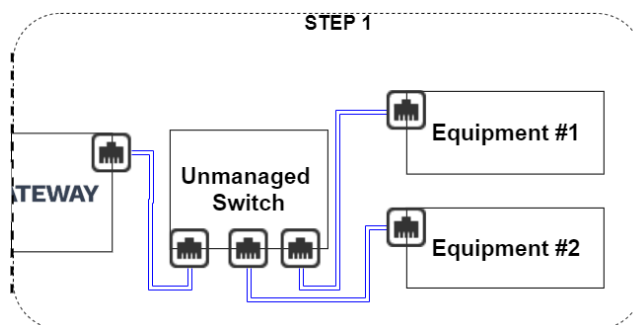 STEP 1
Equipment #1
ATEWAY
Unmanaged
Switch
Equipment #2